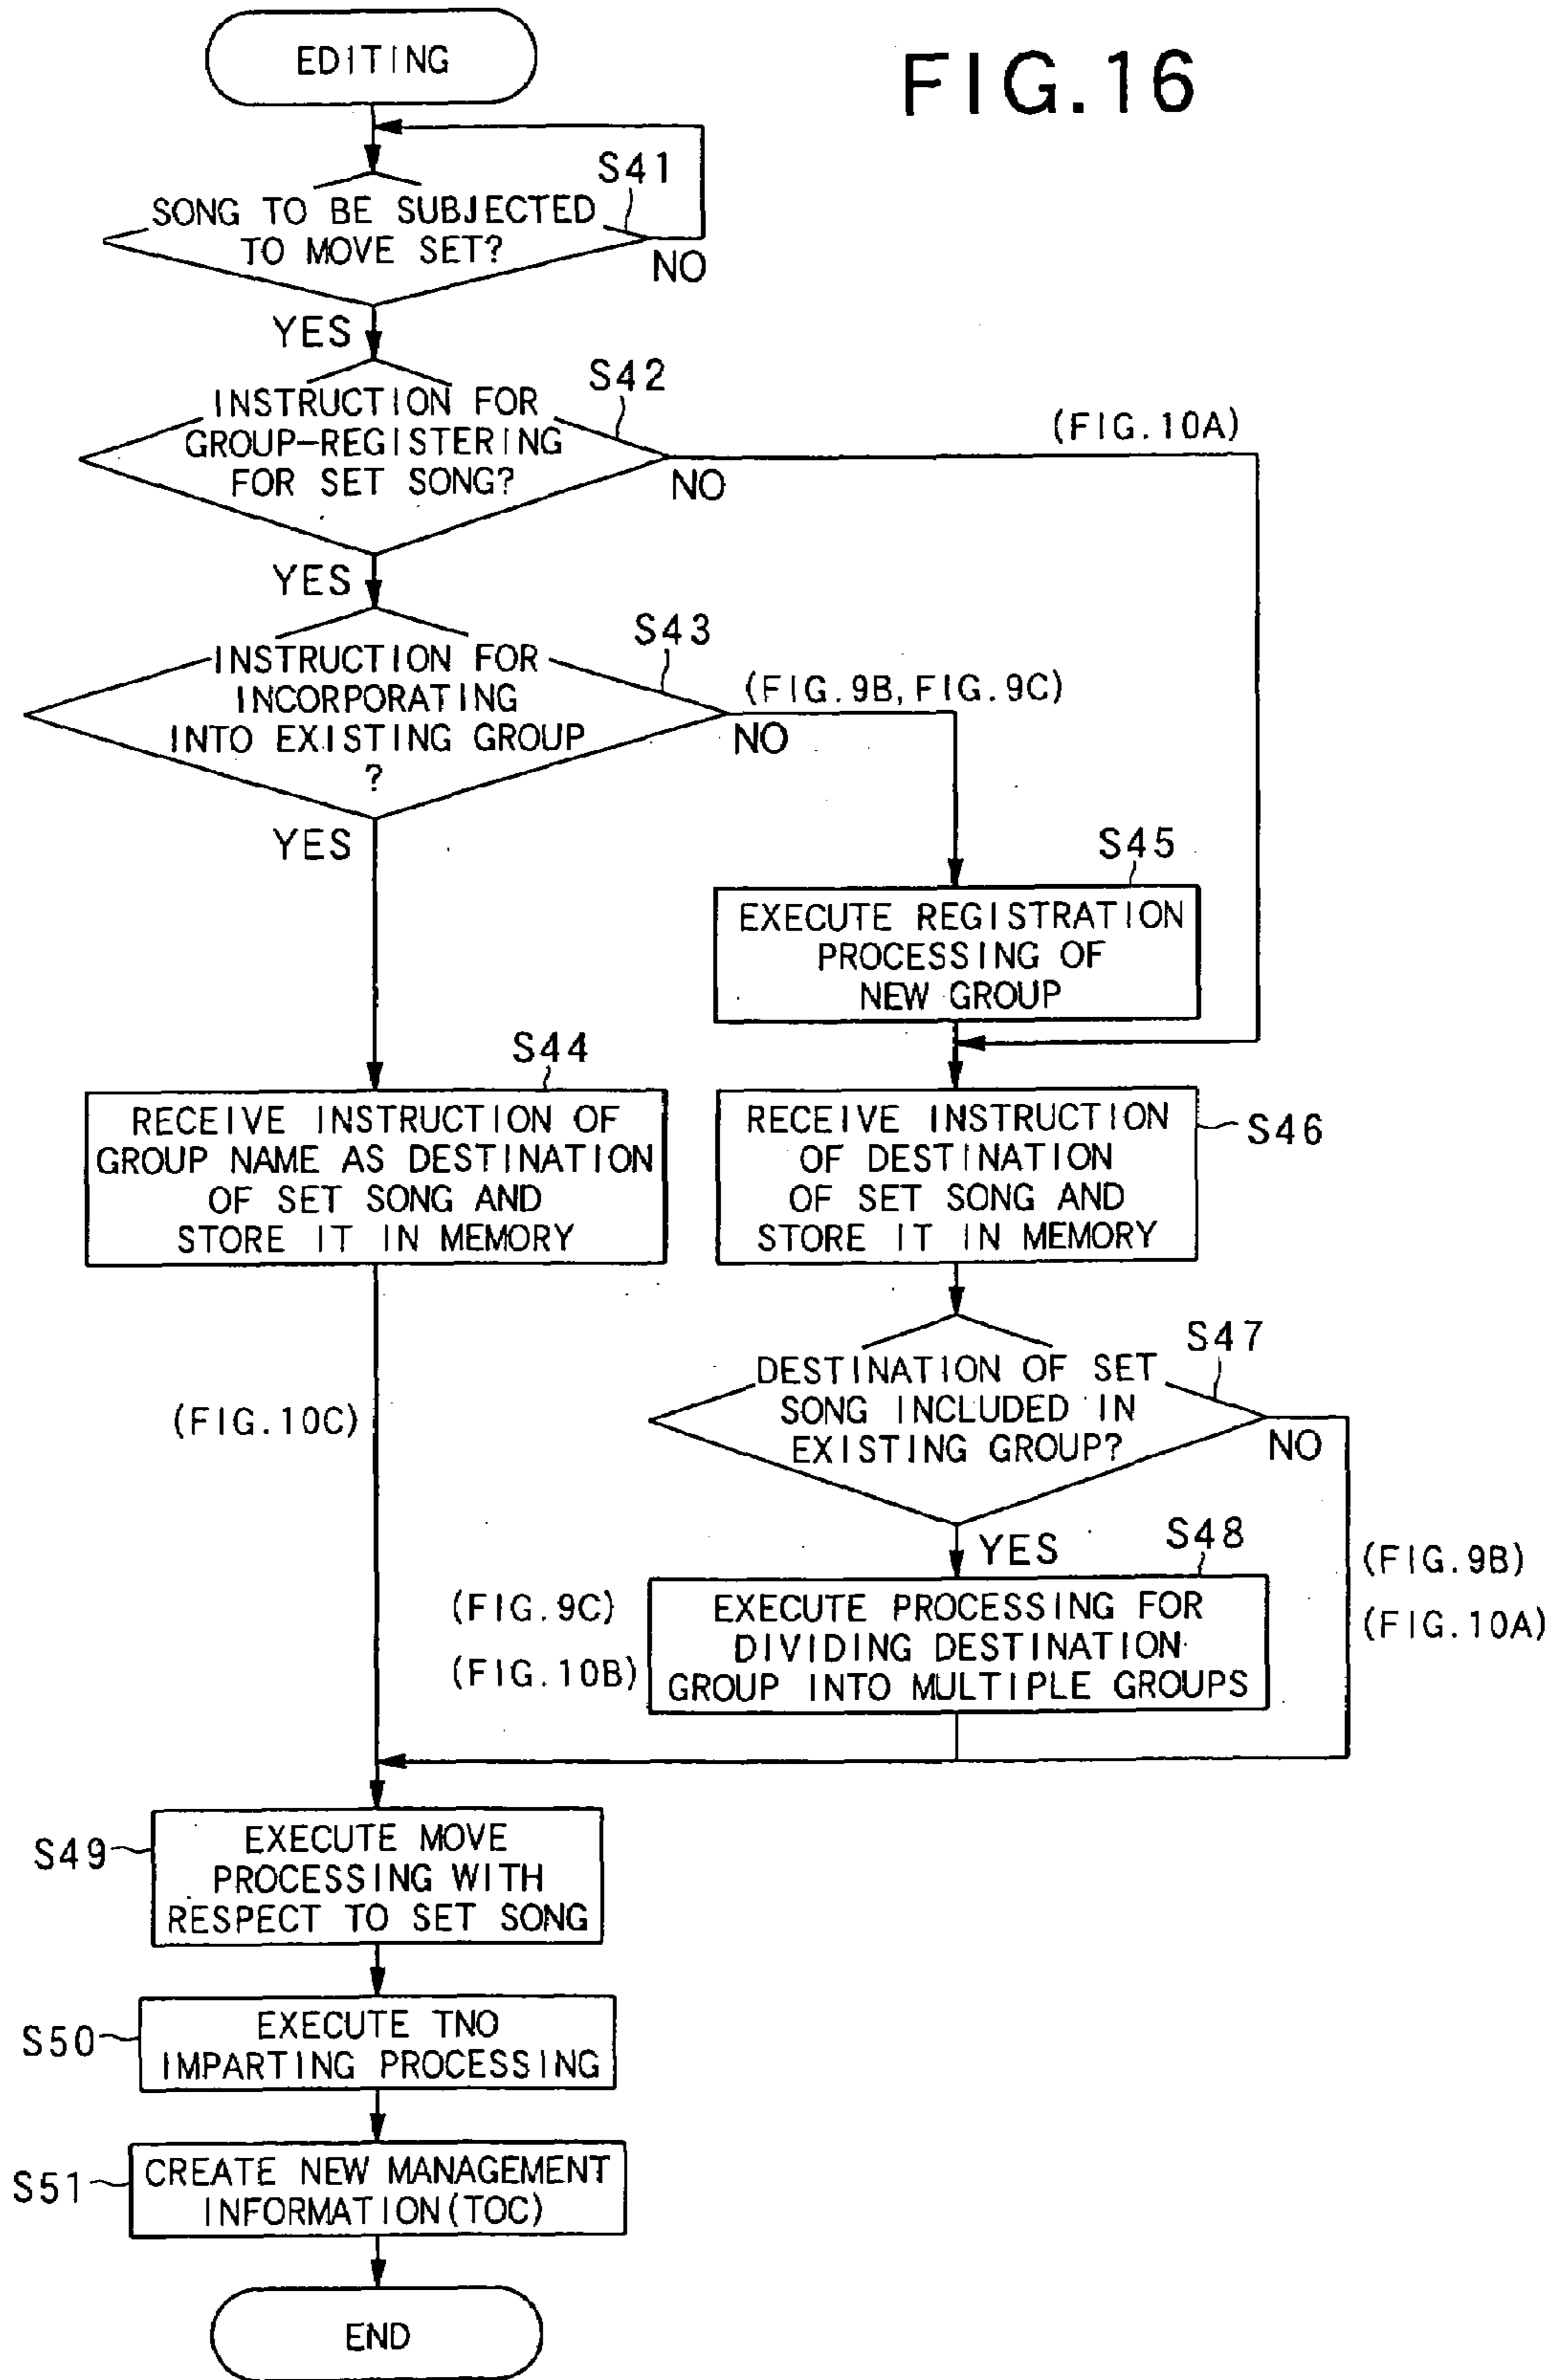 FIG.16
EDITING
S41
SONG TO BE SUBJECTED
TO MOVE SET?
NO
YES
S42
INSTRUCTION FOR
GROUP-REGISTERING
FOR SET SONG?
(FIG.10A)
NO
YES
S43
INSTRUCTION FOR
INCORPORATING
INTO EXISTING GROUP
?
(FIG.9B, FIG.9C)
NO
YES
S45
EXECUTE REGISTRATION
PROCESSING OF
NEW GROUP
S44
RECEIVE INSTRUCTION OF
GROUP NAME AS DESTINATION
OF SET SONG AND
STORE IT IN MEMORY
RECEIVE INSTRUCTION
OF DESTINATION
OF SET SONG AND
STORE IT IN MEMORY
S46
S47
DESTINATION OF SET
SONG INCLUDED IN
EXISTING GROUP?
NO
(FIG.10C)
YES
S48
(FIG.9B)
(FIG.10A)
(FIG.9C)
(FIG.10B)
EXECUTE PROCESSING FOR
DIVIDING DESTINATION
GROUP INTO MULTIPLE GROUPS
S49
EXECUTE MOVE
PROCESSING WITH
RESPECT TO SET SONG
S50
EXECUTE TNO
IMPARTING PROCESSING
S51
CREATE NEW MANAGEMENT
INFORMATION(TOC)
END